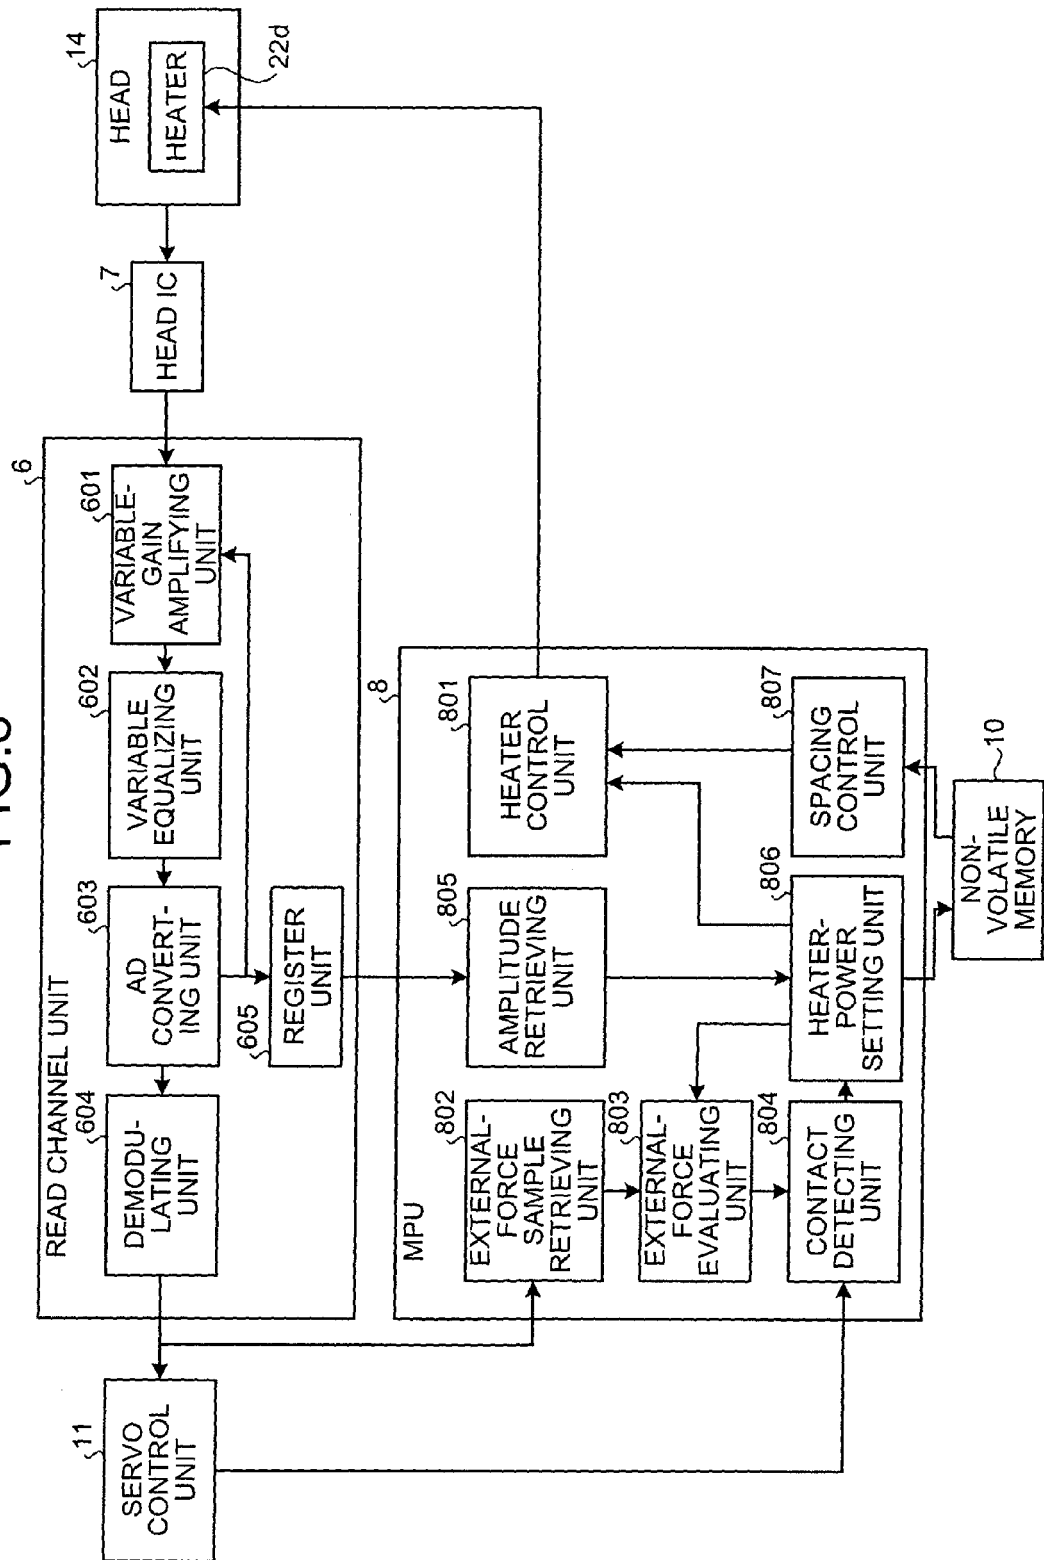 6
READ CHANNEL UNIT
11
SERVO
CONTROL
UNIT
604
DEMODU-
LATING
UNIT
603
AD
CONVERT-
ING UNIT
602
VARIABLE
EQUALIZING
UNIT
601
VARIABLE-
GAIN
AMPLIFYING
UNIT
7
HEAD IC
14
HEAD
HEATER
22d
605
REGISTER
UNIT
8
MPU
802
EXTERNAL-
FORCE
SAMPLE
RETRIEVING
UNIT
805
AMPLITUDE
RETRIEVING
UNIT
801
HEATER
CONTROL
UNIT
803
EXTERNAL-
FORCE
EVALUATING
UNIT
804
CONTACT
DETECTING
UNIT
806
HEATER-
POWER
SETTING UNIT
807
SPACING
CONTROL
UNIT
10
NON-
VOLATILE
MEMORY